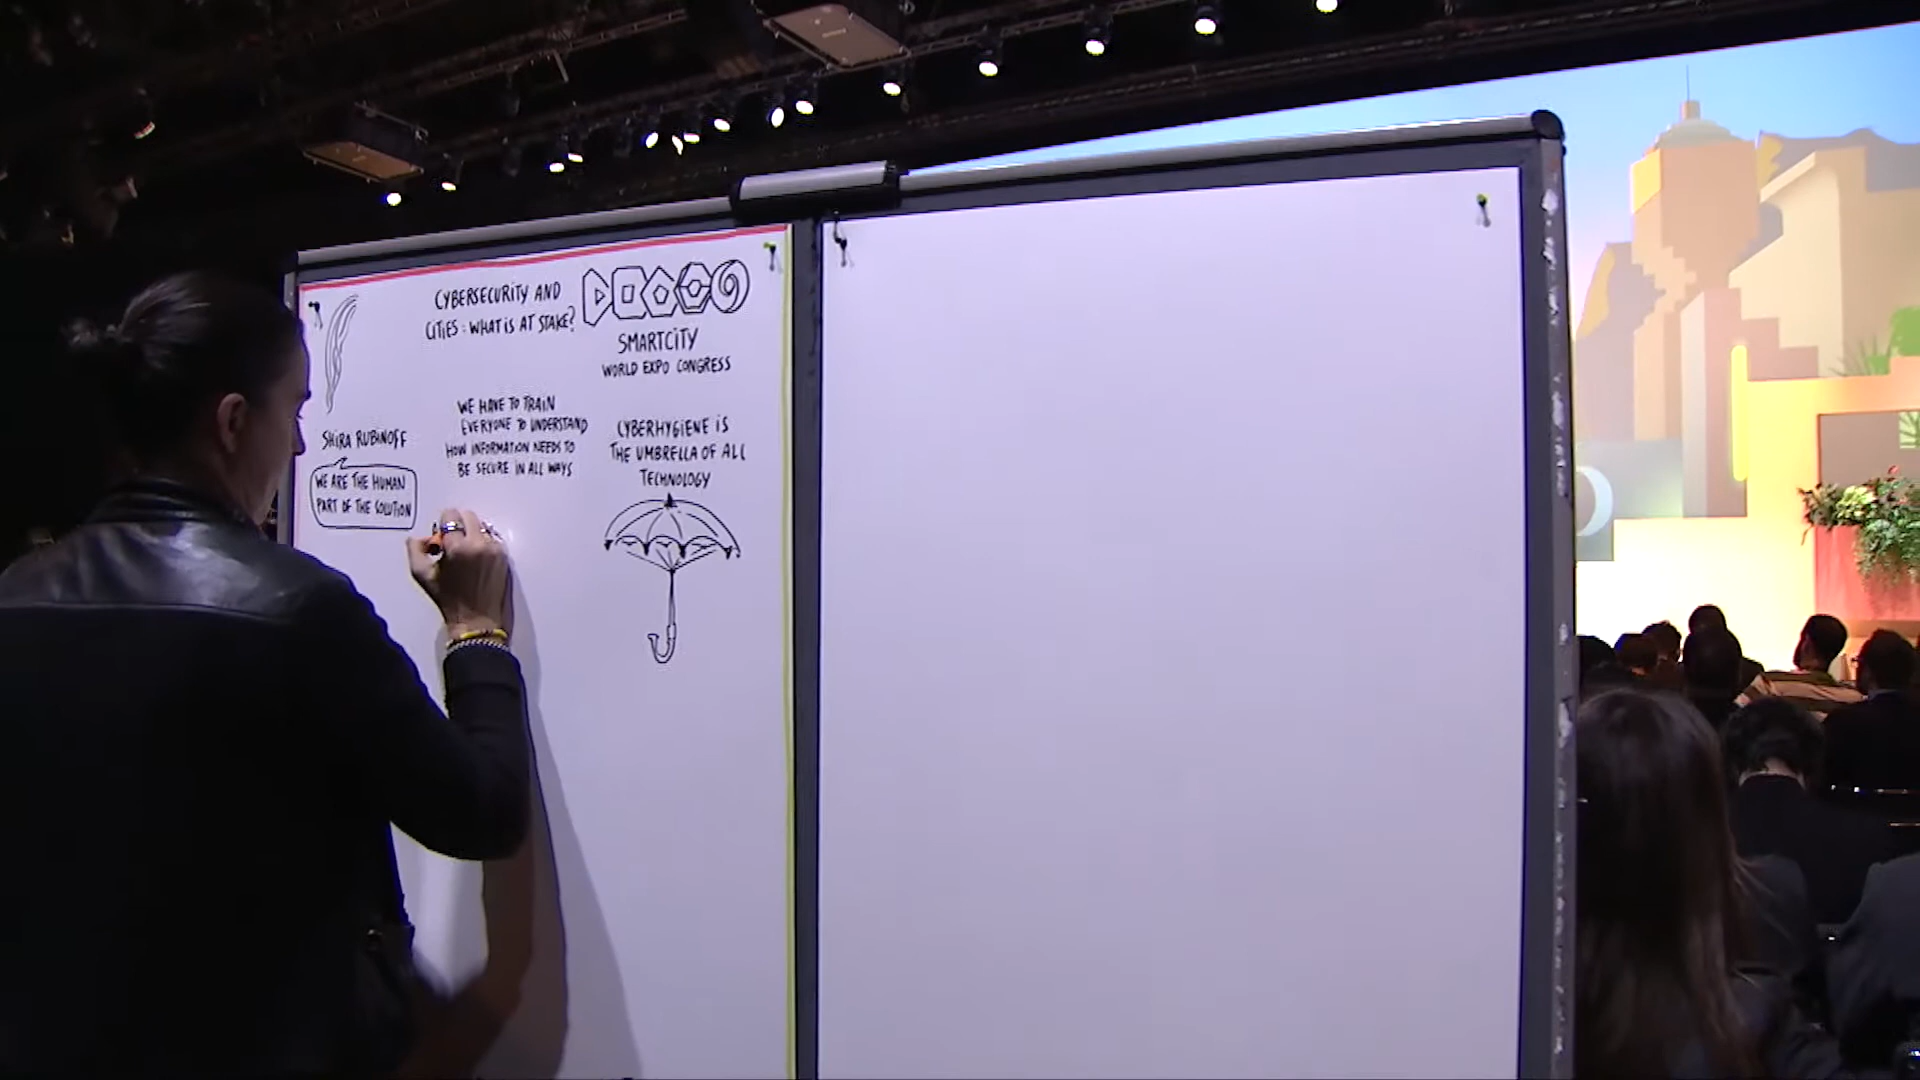 CYBERSECURITY AND
CITIES: WHAT IS AT STAKE?
SMARTCITY
WORLD EXPO CONGRESS
SHIRA RUBINOFF
WE ARE THE HUMAN
PART OF THE SOLUTION
WE HAVE TO TRAIN
EVERYONE TO UNDERSTAND
HOW INFORMATION NEEDS TO
BE SECURE IN ALL WAYS
CYBERHYGIENE IS
THE UMBRELLA OF ALL
TECHNOLOGY